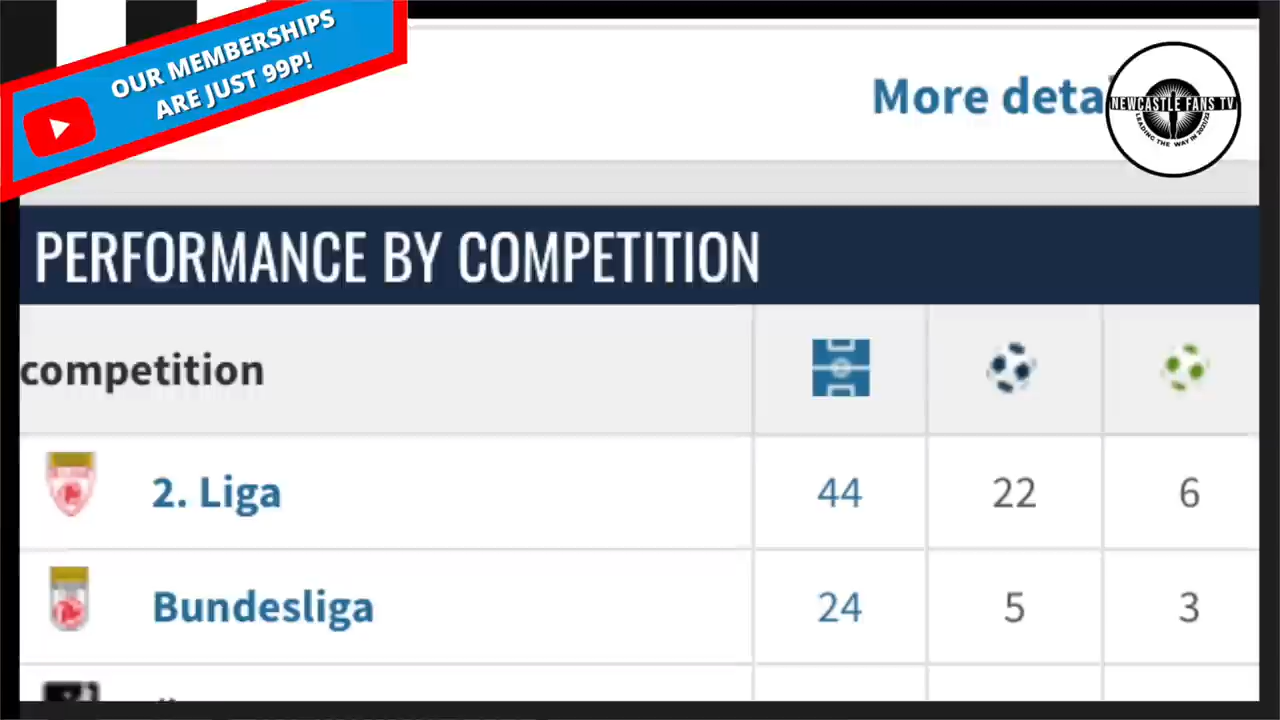 OUR MEMBERSHIPS
ARE JUST 99P!
More deta
NEWCASTLE FANS TV
PERFORMANCE BY COMPETITION
competition
2. Liga 44 22 6
Bundesliga 24 5 3